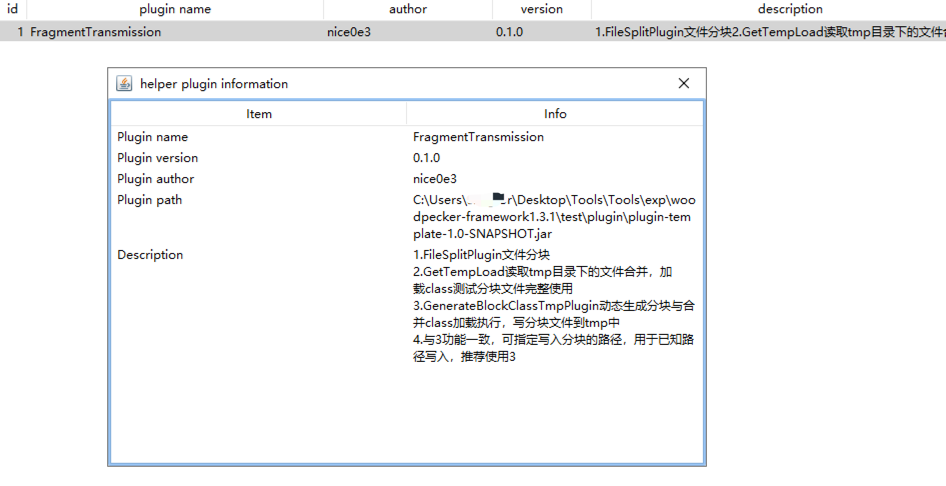 id plugin name author version description
1 FragmentTransmission nice0e3 0.1.0 1.FileSplitPlugin文件分块2.GetTempLoad读取tmp目录下的文件合
helper plugin information
Item Info
Plugin name FragmentTransmission
Plugin version 0.1.0
Plugin author nice0e3
Plugin path C:\Users\ r\Desktop\Tools\Tools\exp\woo
dpecker-framework1.3.1\test\plugin\plugin-tem
plate-1.0-SNAPSHOT.jar
Description 1.FileSplitPlugin文件分块
2.GetTempLoad读取tmp目录下的文件合并，加
载class测试分块文件完整使用
3.GenerateBlockClassTmpPlugin动态生成分块与合
并class加载执行，写分块文件到tmp中
4.与3功能一致，可指定写入分块的路径，用于已知路
径写入，推荐使用3